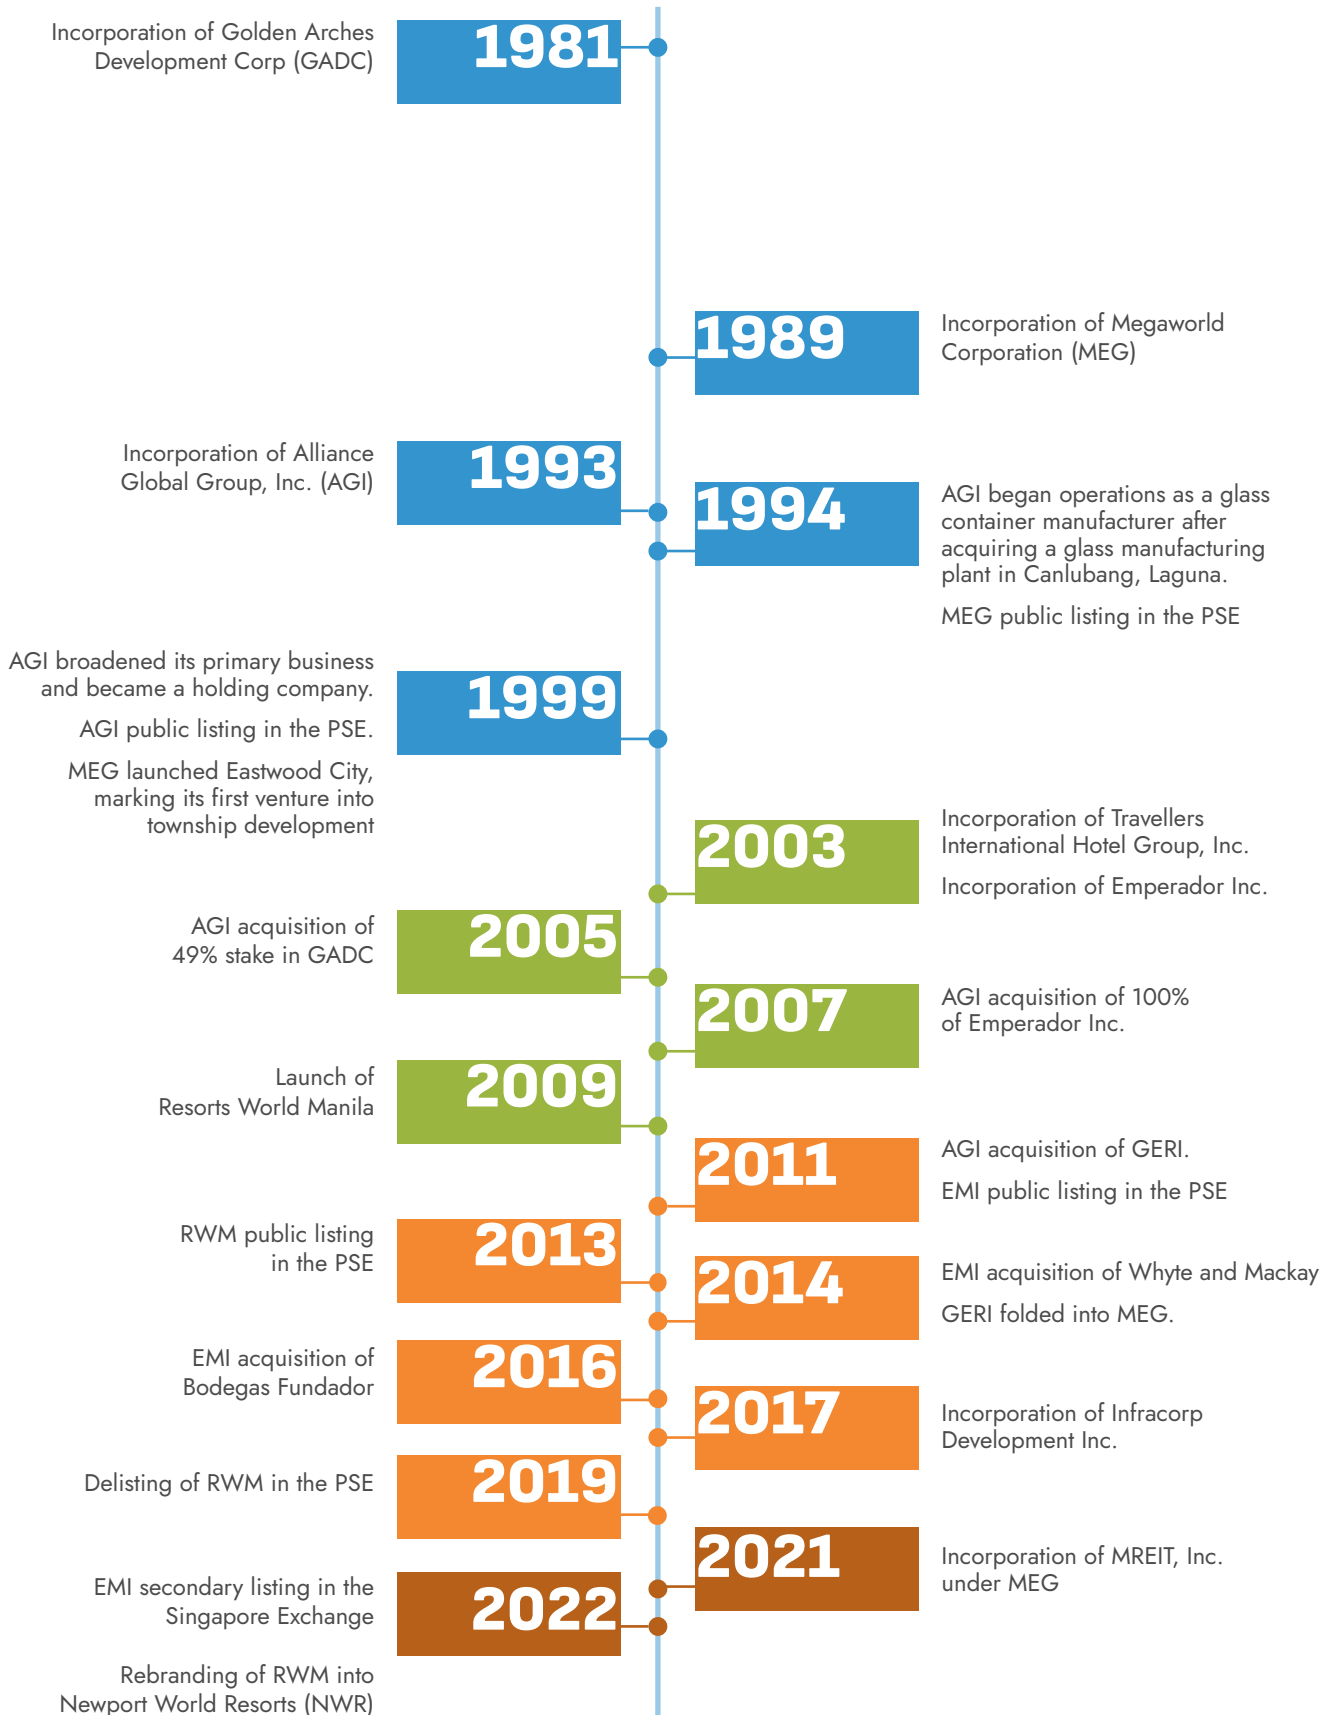 Incorporation of Golden Arches
Development Corp (GADC)
1981
1989
Incorporation of Megaworld
Corporation (MEG)
Incorporation of Alliance
Global Group, Inc. (AGI)
1993
1994
AGI began operations as a glass
container manufacturer after
acquiring a glass manufacturing
plant in Canlubang, Laguna.
MEG public listing in the PSE
AGI broadened its primary business
and became a holding company.
AGI public listing in the PSE.
MEG launched Eastwood City,
marking its first venture into
township development
1999
2003
Incorporation of Travellers
International Hotel Group, Inc.
Incorporation of Emperador Inc.
AGI acquisition of
49% stake in GADC
2005
2007
AGI acquisition of 100%
of Emperador Inc.
Launch of
Resorts World Manila
2009
2011
AGI acquisition of GERI.
EMI public listing in the PSE
RWM public listing
in the PSE
2013
2014
EMI acquisition of Whyte and Mackay
GERI folded into MEG.
EMI acquisition of
Bodegas Fundador
2016
2017
Incorporation of Infracorp
Development Inc.
Delisting of RWM in the PSE
2019
2021
Incorporation of MREIT, Inc.
under MEG
EMI secondary listing in the
Singapore Exchange
2022
Rebranding of RWM into
Newport World Resorts (NWR)